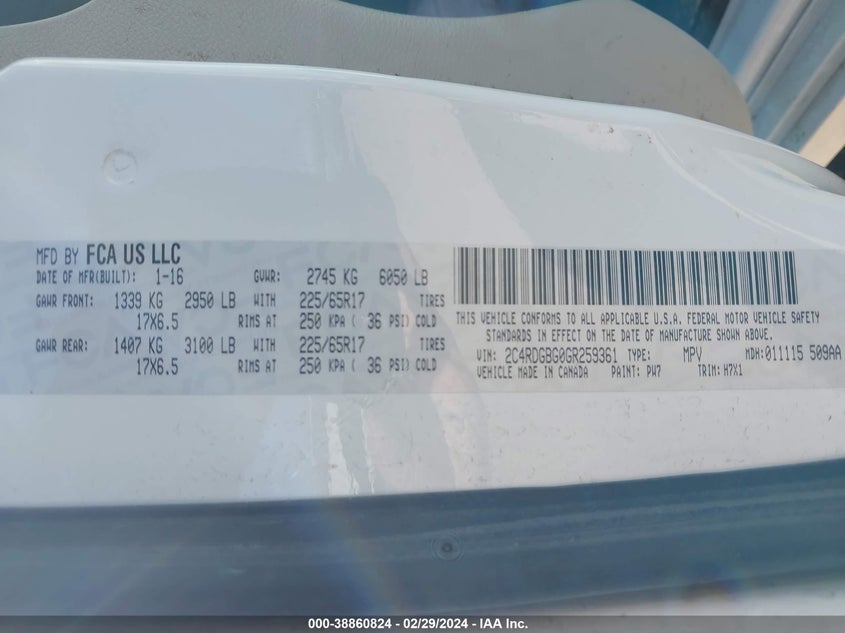 MFD BY FCA US LLC
DATE OF MFR(BUILT): 1-16 GVWR: 2745 KG 6050 LB
GAWR FRONT: 1339 KG 2950 LB WITH 225/65R17 TIRES
17X6.5 RIMS AT 250 KPA ( 36 PSI) COLD
GAWR REAR: 1407 KG 3100 LB WITH 225/65R17 TIRES
17X6.5 RIMS AT 250 KPA ( 36 PSI) COLD
THIS VEHICLE CONFORMS TO ALL APPLICABLE U.S.A. FEDERAL MOTOR VEHICLE SAFETY
STANDARDS IN EFFECT ON THE DATE OF MANUFACTURE SHOWN ABOVE.
VIN: 2C4RDGBG0GR259361 TYPE: MPV MDH: 011115 509AA
VEHICLE MADE IN CANADA PAINT: PW7 TRIM: H7X1
000-38860824 - 02/29/2024 - IAA Inc.